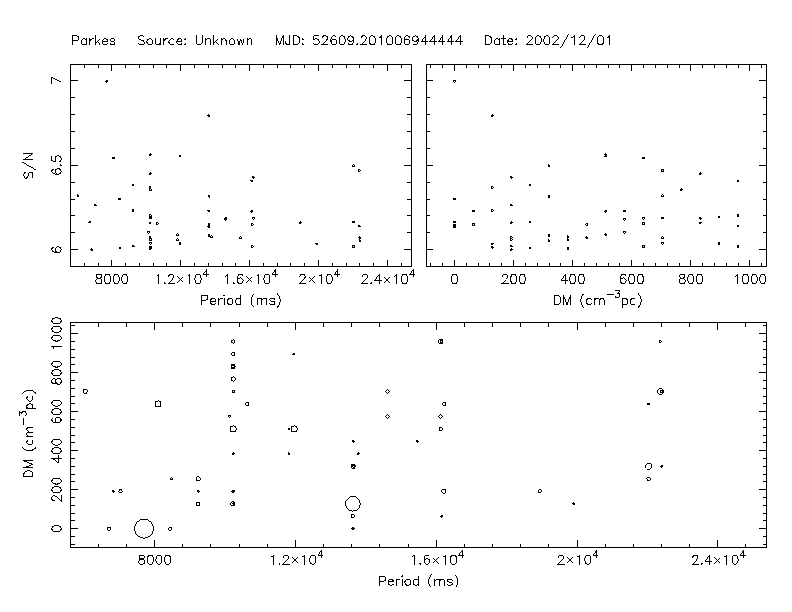 Parkes Source: Unknown MJD: 52609.201006944444 Date: 2002/12/01
7
6.5
6
S/N
8000 1.2×10⁴ 1.6×10⁴ 2×10⁴ 2.4×10⁴
Period (ms)
0 200 400 600 800 1000
DM (cm⁻³pc)
1000
800
600
400
200
0
DM (cm⁻³pc)
8000 1.2×10⁴ 1.6×10⁴ 2×10⁴ 2.4×10⁴
Period (ms)